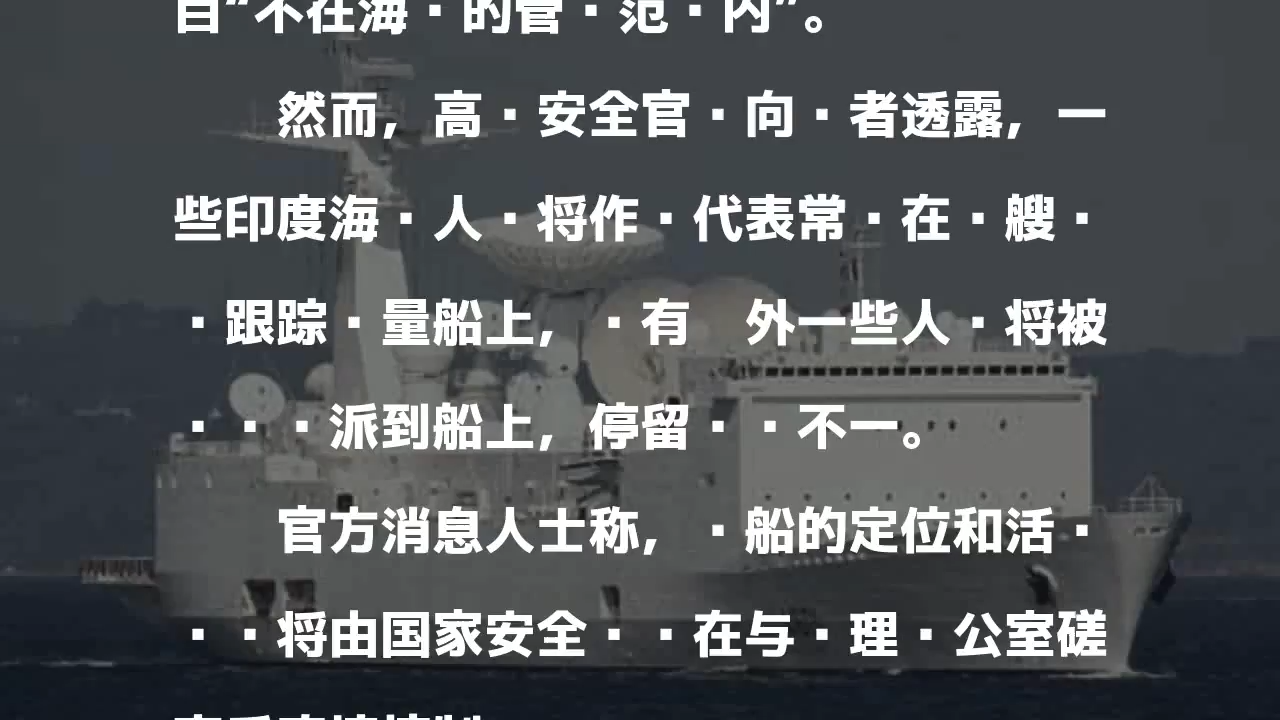 目“不在海·的管·范·内”。
然而，高·安全官·向·者透露，一
些印度海·人·将作·代表常·在·艘·
·跟踪·量船上，·有　外一些人·将被
···派到船上，停留··不一。
官方消息人士称，·船的定位和活·
··将由国家安全··在与·理·公室磋